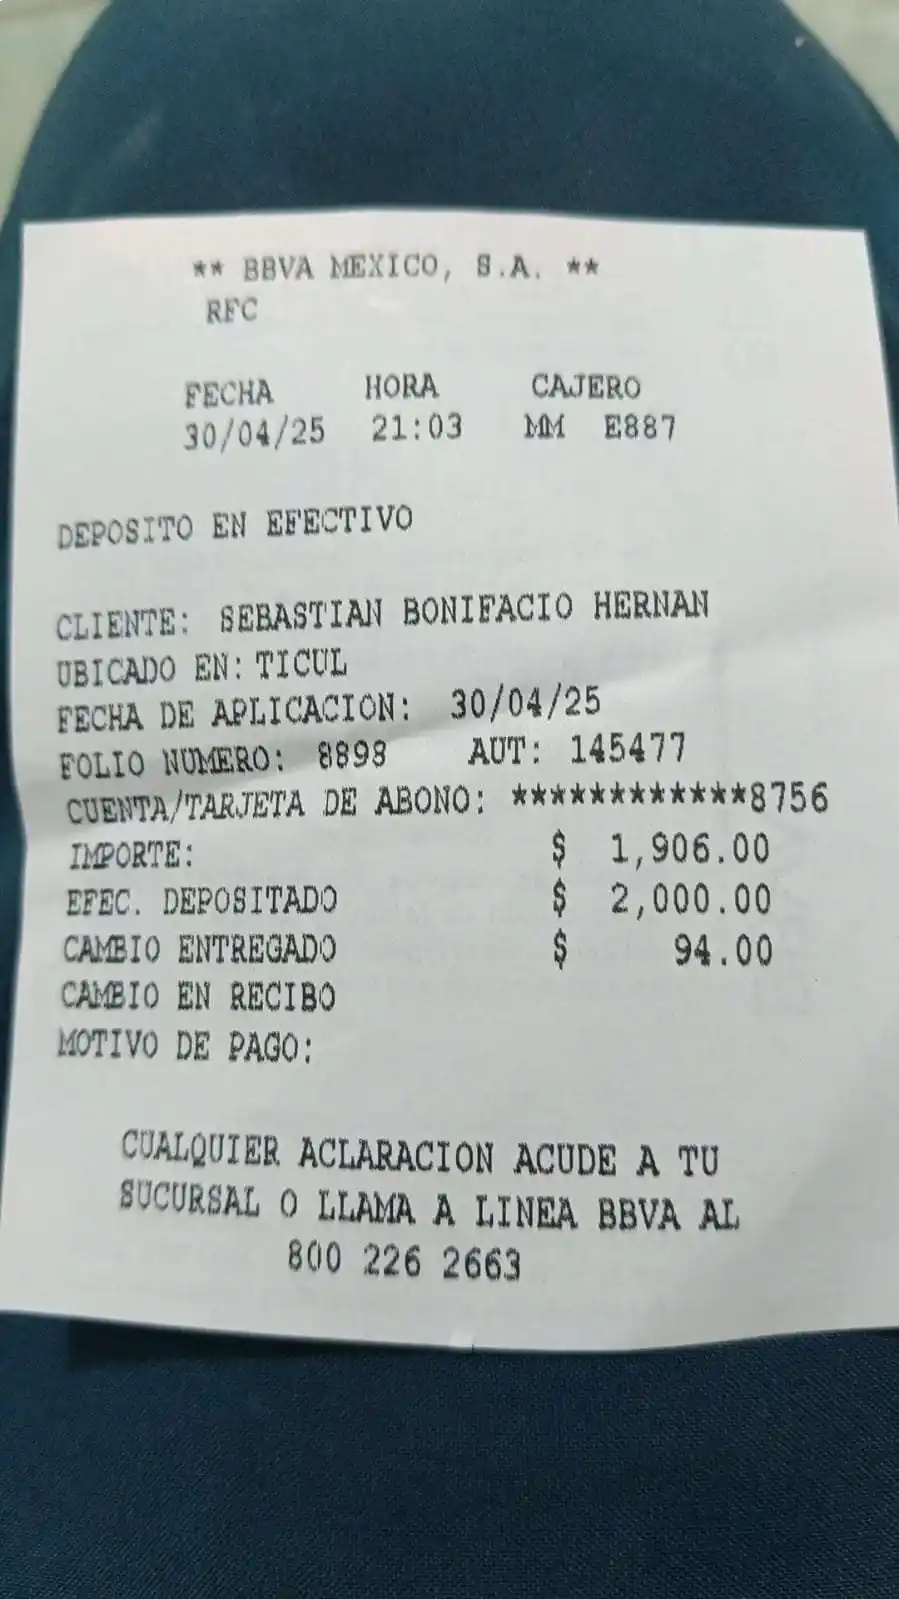 ** BBVA MEXICO, S.A. **
RFC
FECHA HORA CAJERO
30/04/25 21:03 MM E887
DEPOSITO EN EFECTIVO
CLIENTE: SEBASTIAN BONIFACIO HERNAN
UBICADO EN: TICUL
FECHA DE APLICACION: 30/04/25
FOLIO NUMERO: 8898 AUT: 145477
CUENTA/TARJETA DE ABONO: ************8756
IMPORTE: $ 1,906.00
EFEC. DEPOSITADO $ 2,000.00
CAMBIO ENTREGADO $ 94.00
CAMBIO EN RECIBO
MOTIVO DE PAGO:
CUALQUIER ACLARACION ACUDE A TU
SUCURSAL O LLAMA A LINEA BBVA AL
800 226 2663